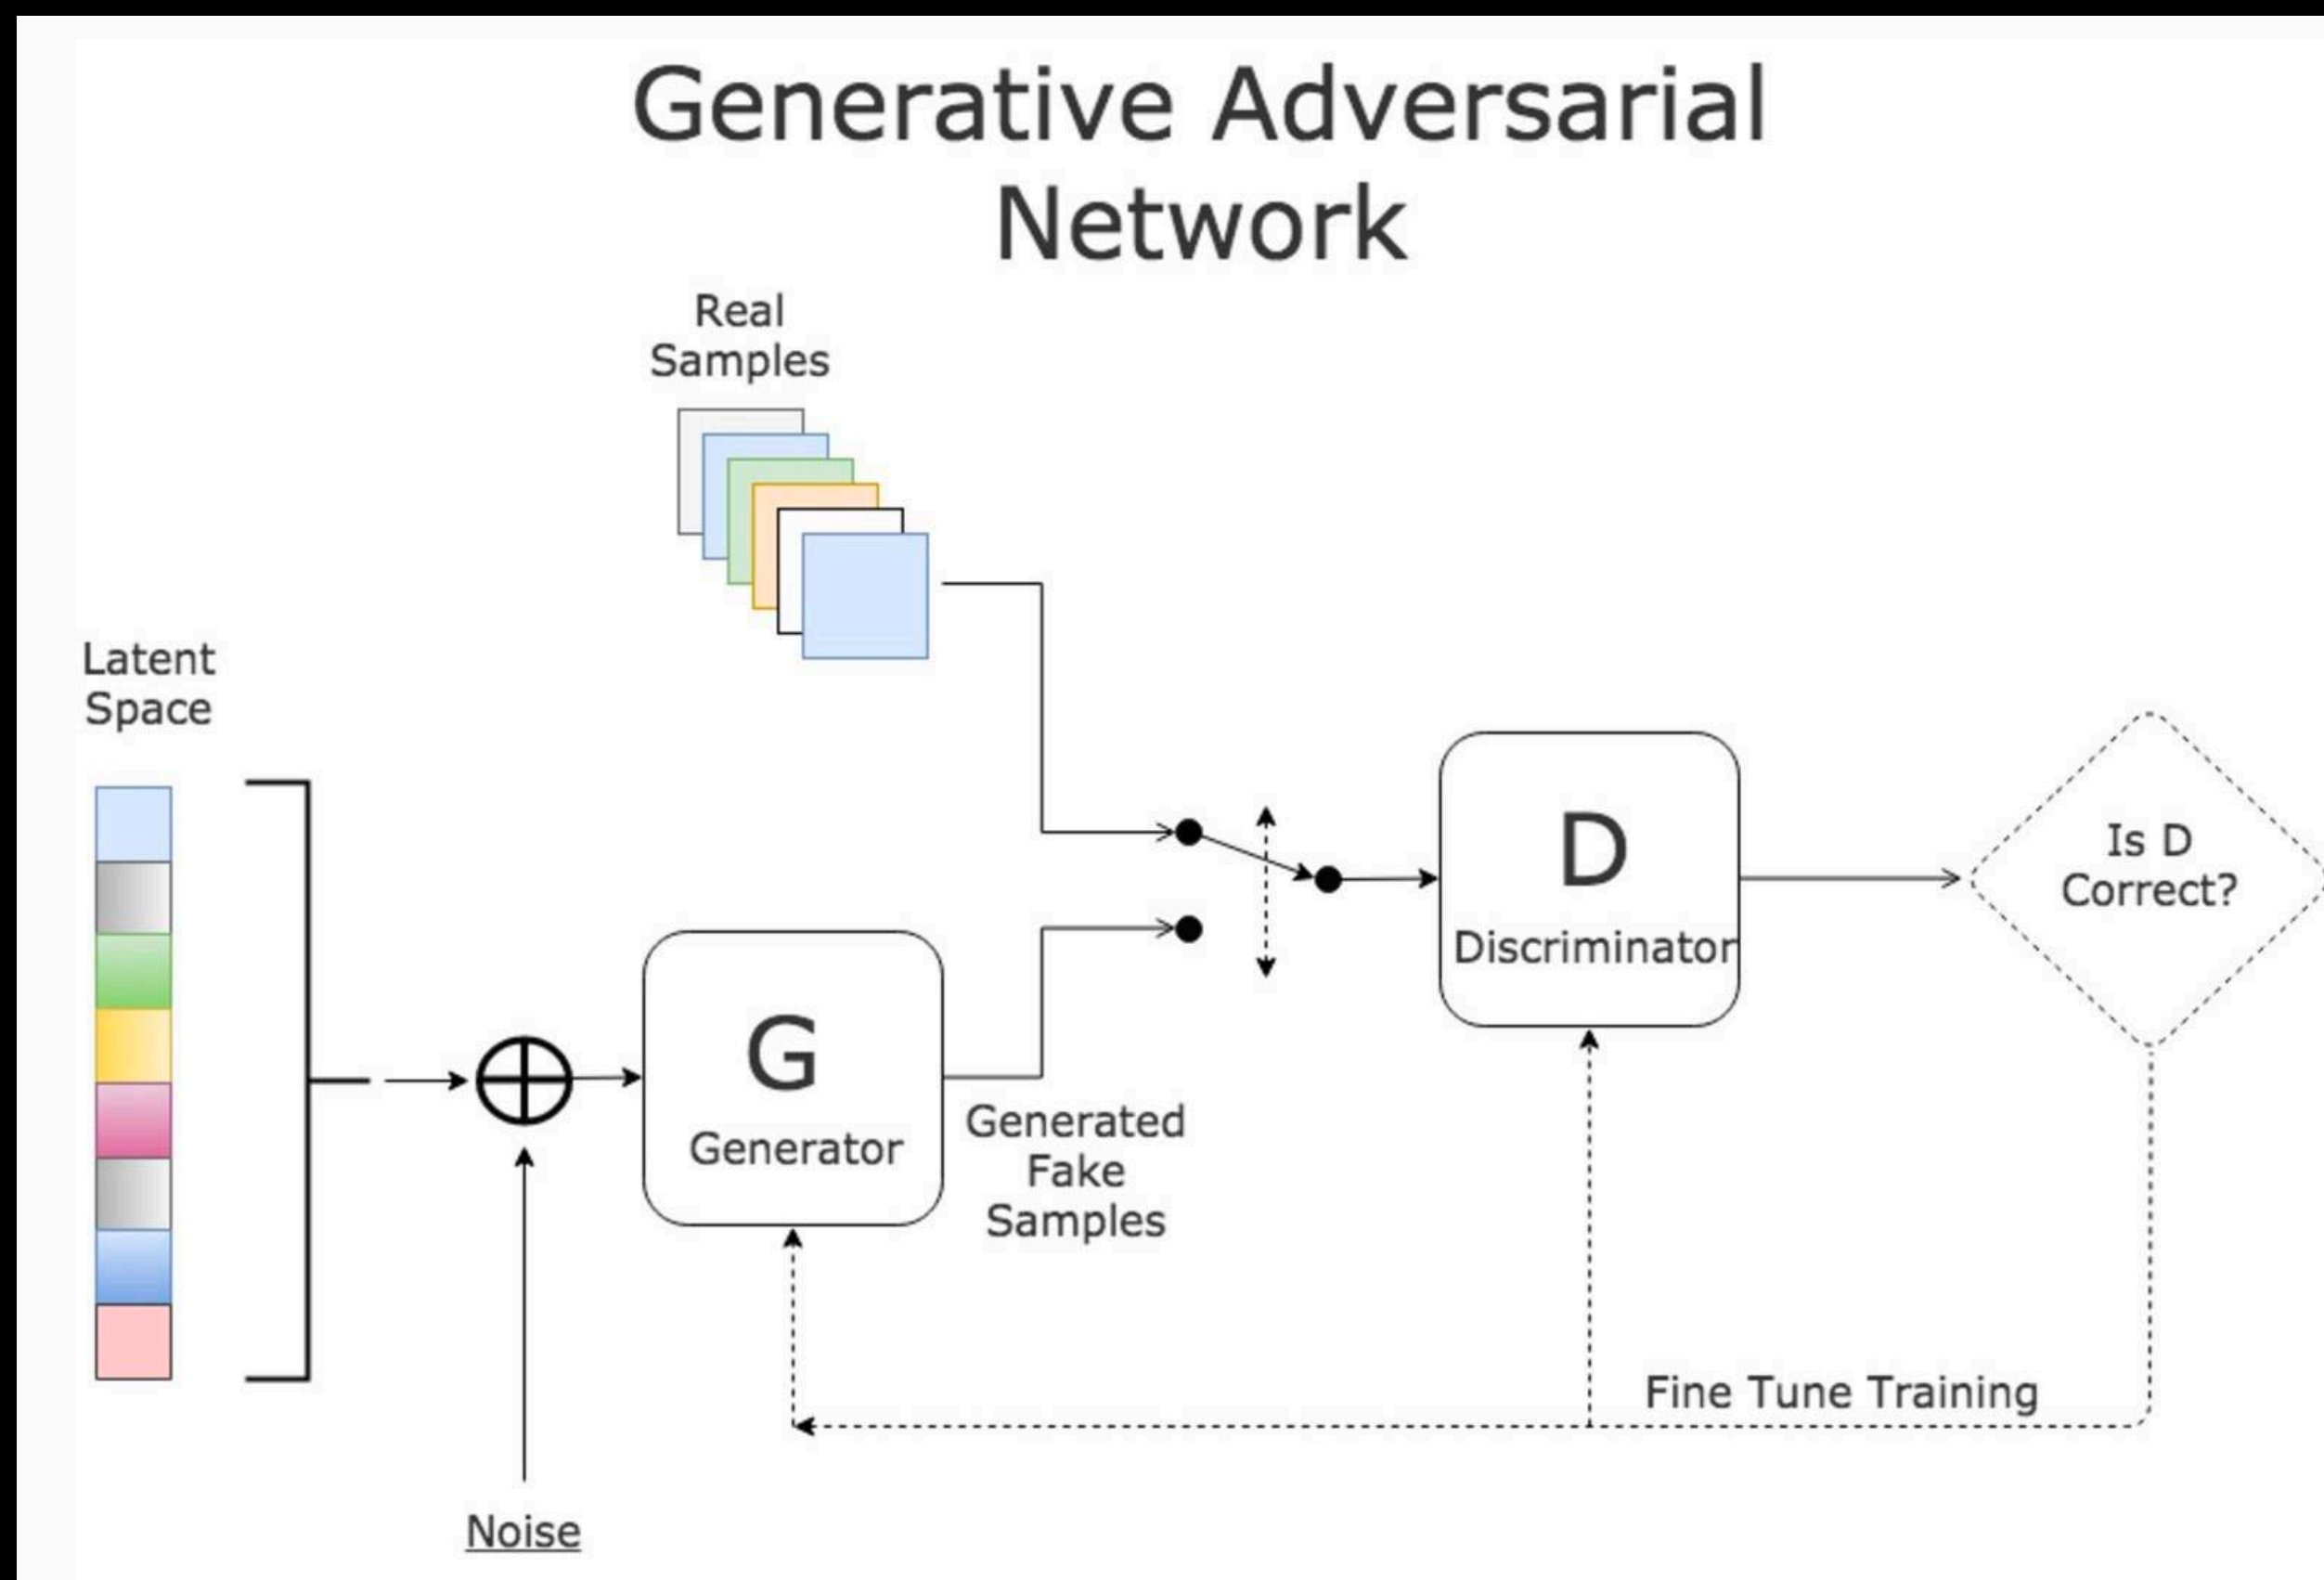 Generative Adversarial
Network
Real
Samples
Latent
Space
D
Discriminator
Is D
Correct?
G
Generator
Generated
Fake
Samples
Fine Tune Training
Noise